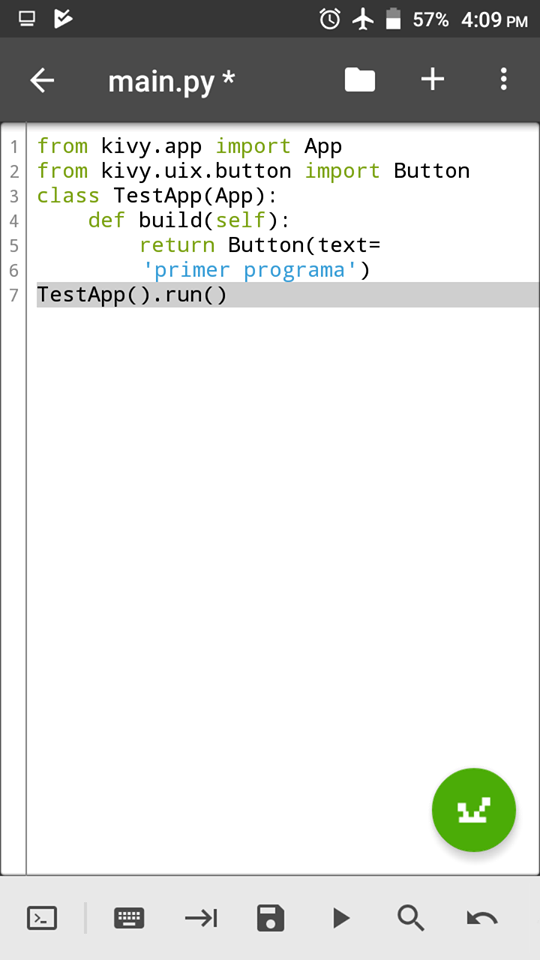 57% 4:09 PM
main.py *
1 from kivy.app import App
2 from kivy.uix.button import Button
3 class TestApp(App):
4     def build(self):
5         return Button(text=
6         'primer programa')
7 TestApp().run()